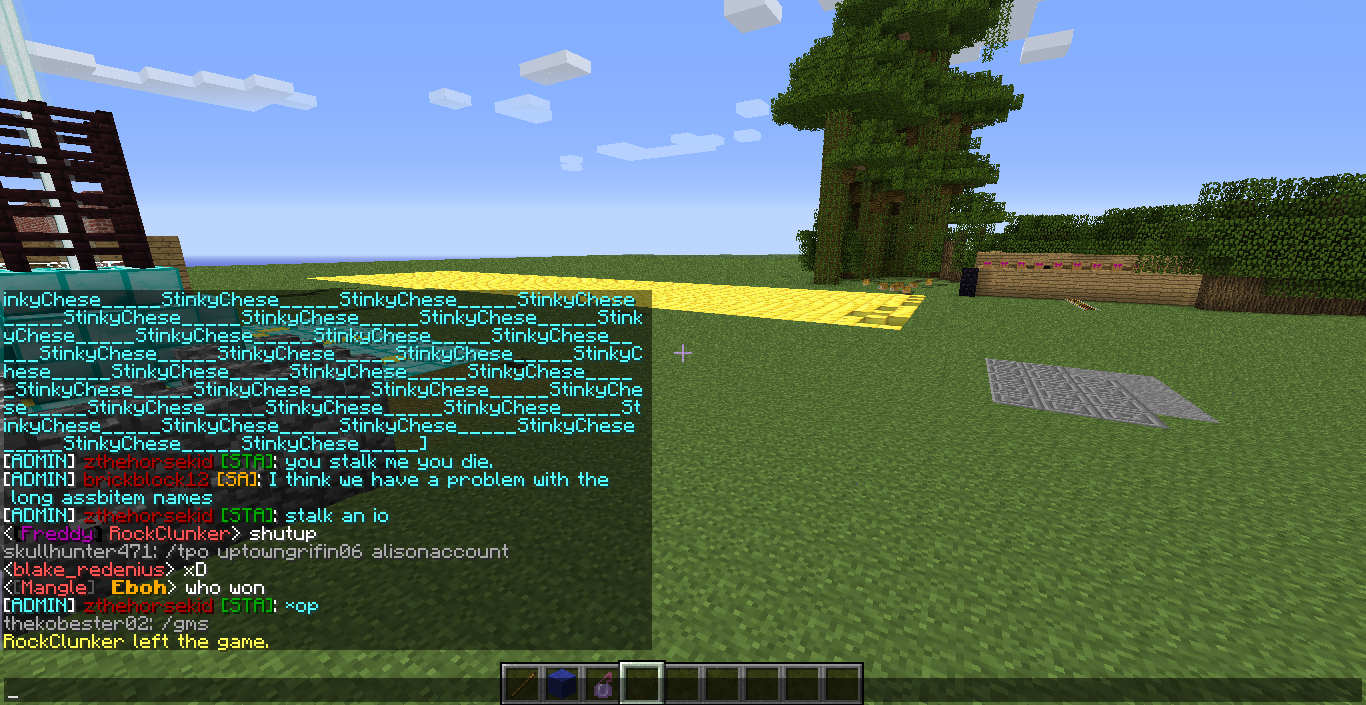 inkyChese_____StinkyChese_____StinkyChese_____StinkyChese
_____StinkyChese_____StinkyChese_____StinkyChese_____Stink
yChese_____StinkyChese_____StinkyChese_____StinkyChese__
___StinkyChese_____StinkyChese_____StinkyChese_____StinkyC
hese_____StinkyChese_____StinkyChese_____StinkyChese____
_StinkyChese_____StinkyChese_____StinkyChese_____StinkyChe
se_____StinkyChese_____StinkyChese_____StinkyChese_____St
inkyChese_____StinkyChese_____StinkyChese_____StinkyChese
_____StinkyChese_____StinkyChese_____]
[ADMIN] zthehorsekid [STA]: you stalk me you die.
[ADMIN] brickblock12 [SA]: I think we have a problem with the
long assbitem names
[ADMIN] zthehorsekid [STA]: stalk an io
<[Freddy] RockClunker> shutup
skullhunter471: /tpo uptowngrifin06 alisonaccount
<blake_redenius> xD
<[Mangle] Eboh> who won
[ADMIN] zthehorsekid [STA]: *op
thekobester02: /gms
RockClunker left the game.
_